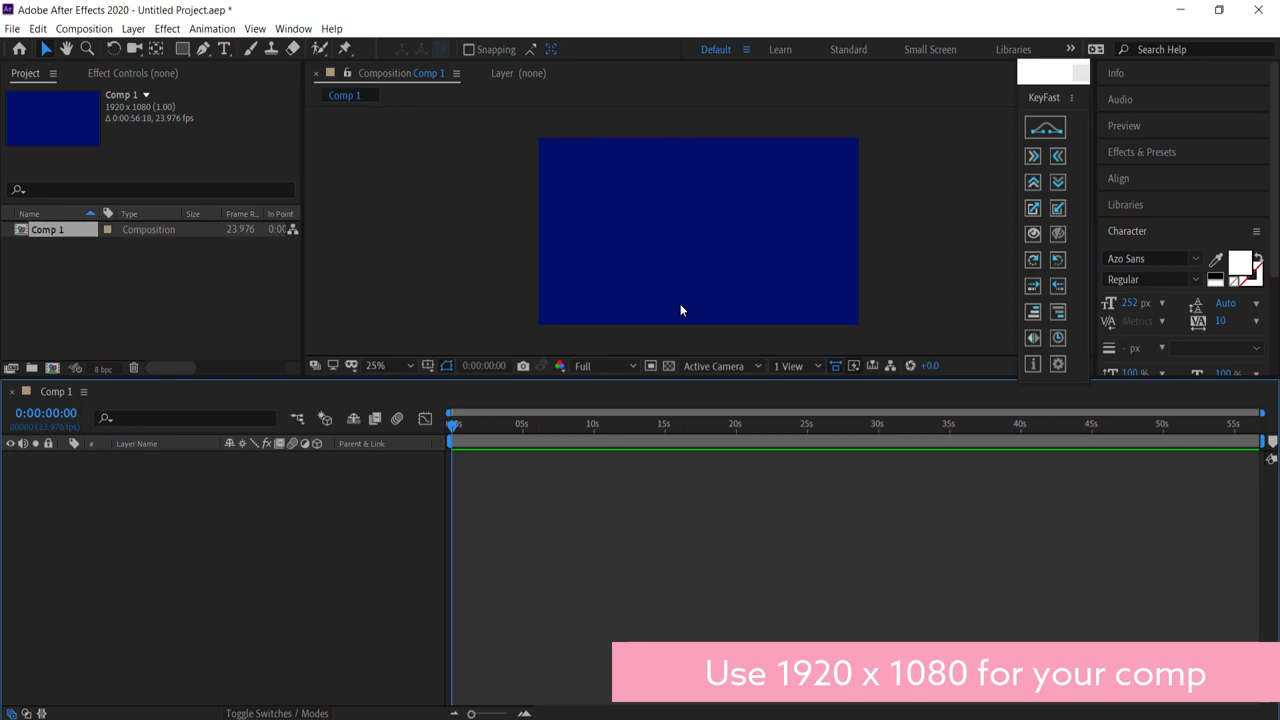 Adobe After Effects 2020 - Untitled Project.aep *
File Edit Composition Layer Effect Animation View Window Help
Snapping Default Learn Standard Small Screen Libraries Search Help
Project Effect Controls (none)
Composition Comp 1 Layer (none)
Info
Comp 1
1920 x 1080 (1.00)
Δ 0:00:56:18, 23.976 fps
Comp 1
KeyFast
Audio
Preview
Effects & Presets
Align
Libraries
Character
Name Type Size Frame R... In Point
Comp 1 Composition 23.976 0:00
Azo Sans
Regular
252 px Auto
Metrics 10
- px
100 % 100 %
8 bpc
25% 0:00:00:00 Full Active Camera 1 View +0.0
Comp 1
0:00:00:00
00000 (23.976 fps)
05s 10s 15s 20s 25s 30s 35s 40s 45s 50s 55s
# Layer Name Parent & Link
Use 1920 x 1080 for your comp
Toggle Switches / Modes